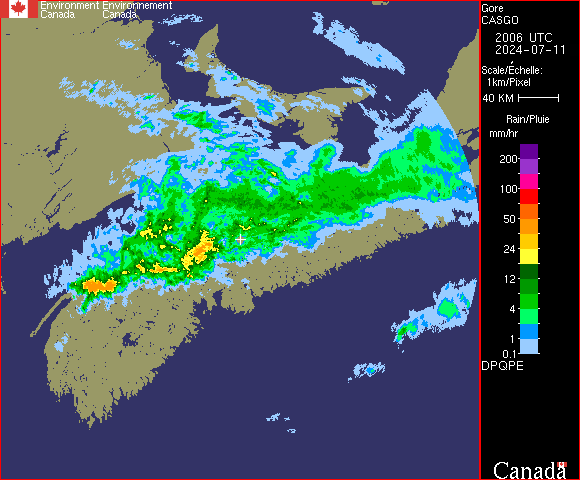 Environment Environnement
Canada Canada
Gore
CASGO
2006 UTC
2024-07-11
Scale/Échelle:
1km/Pixel
40 KM
Rain/Pluie
mm/hr
200
100
50
24
12
4
1
0.1
DPQPE
Canada